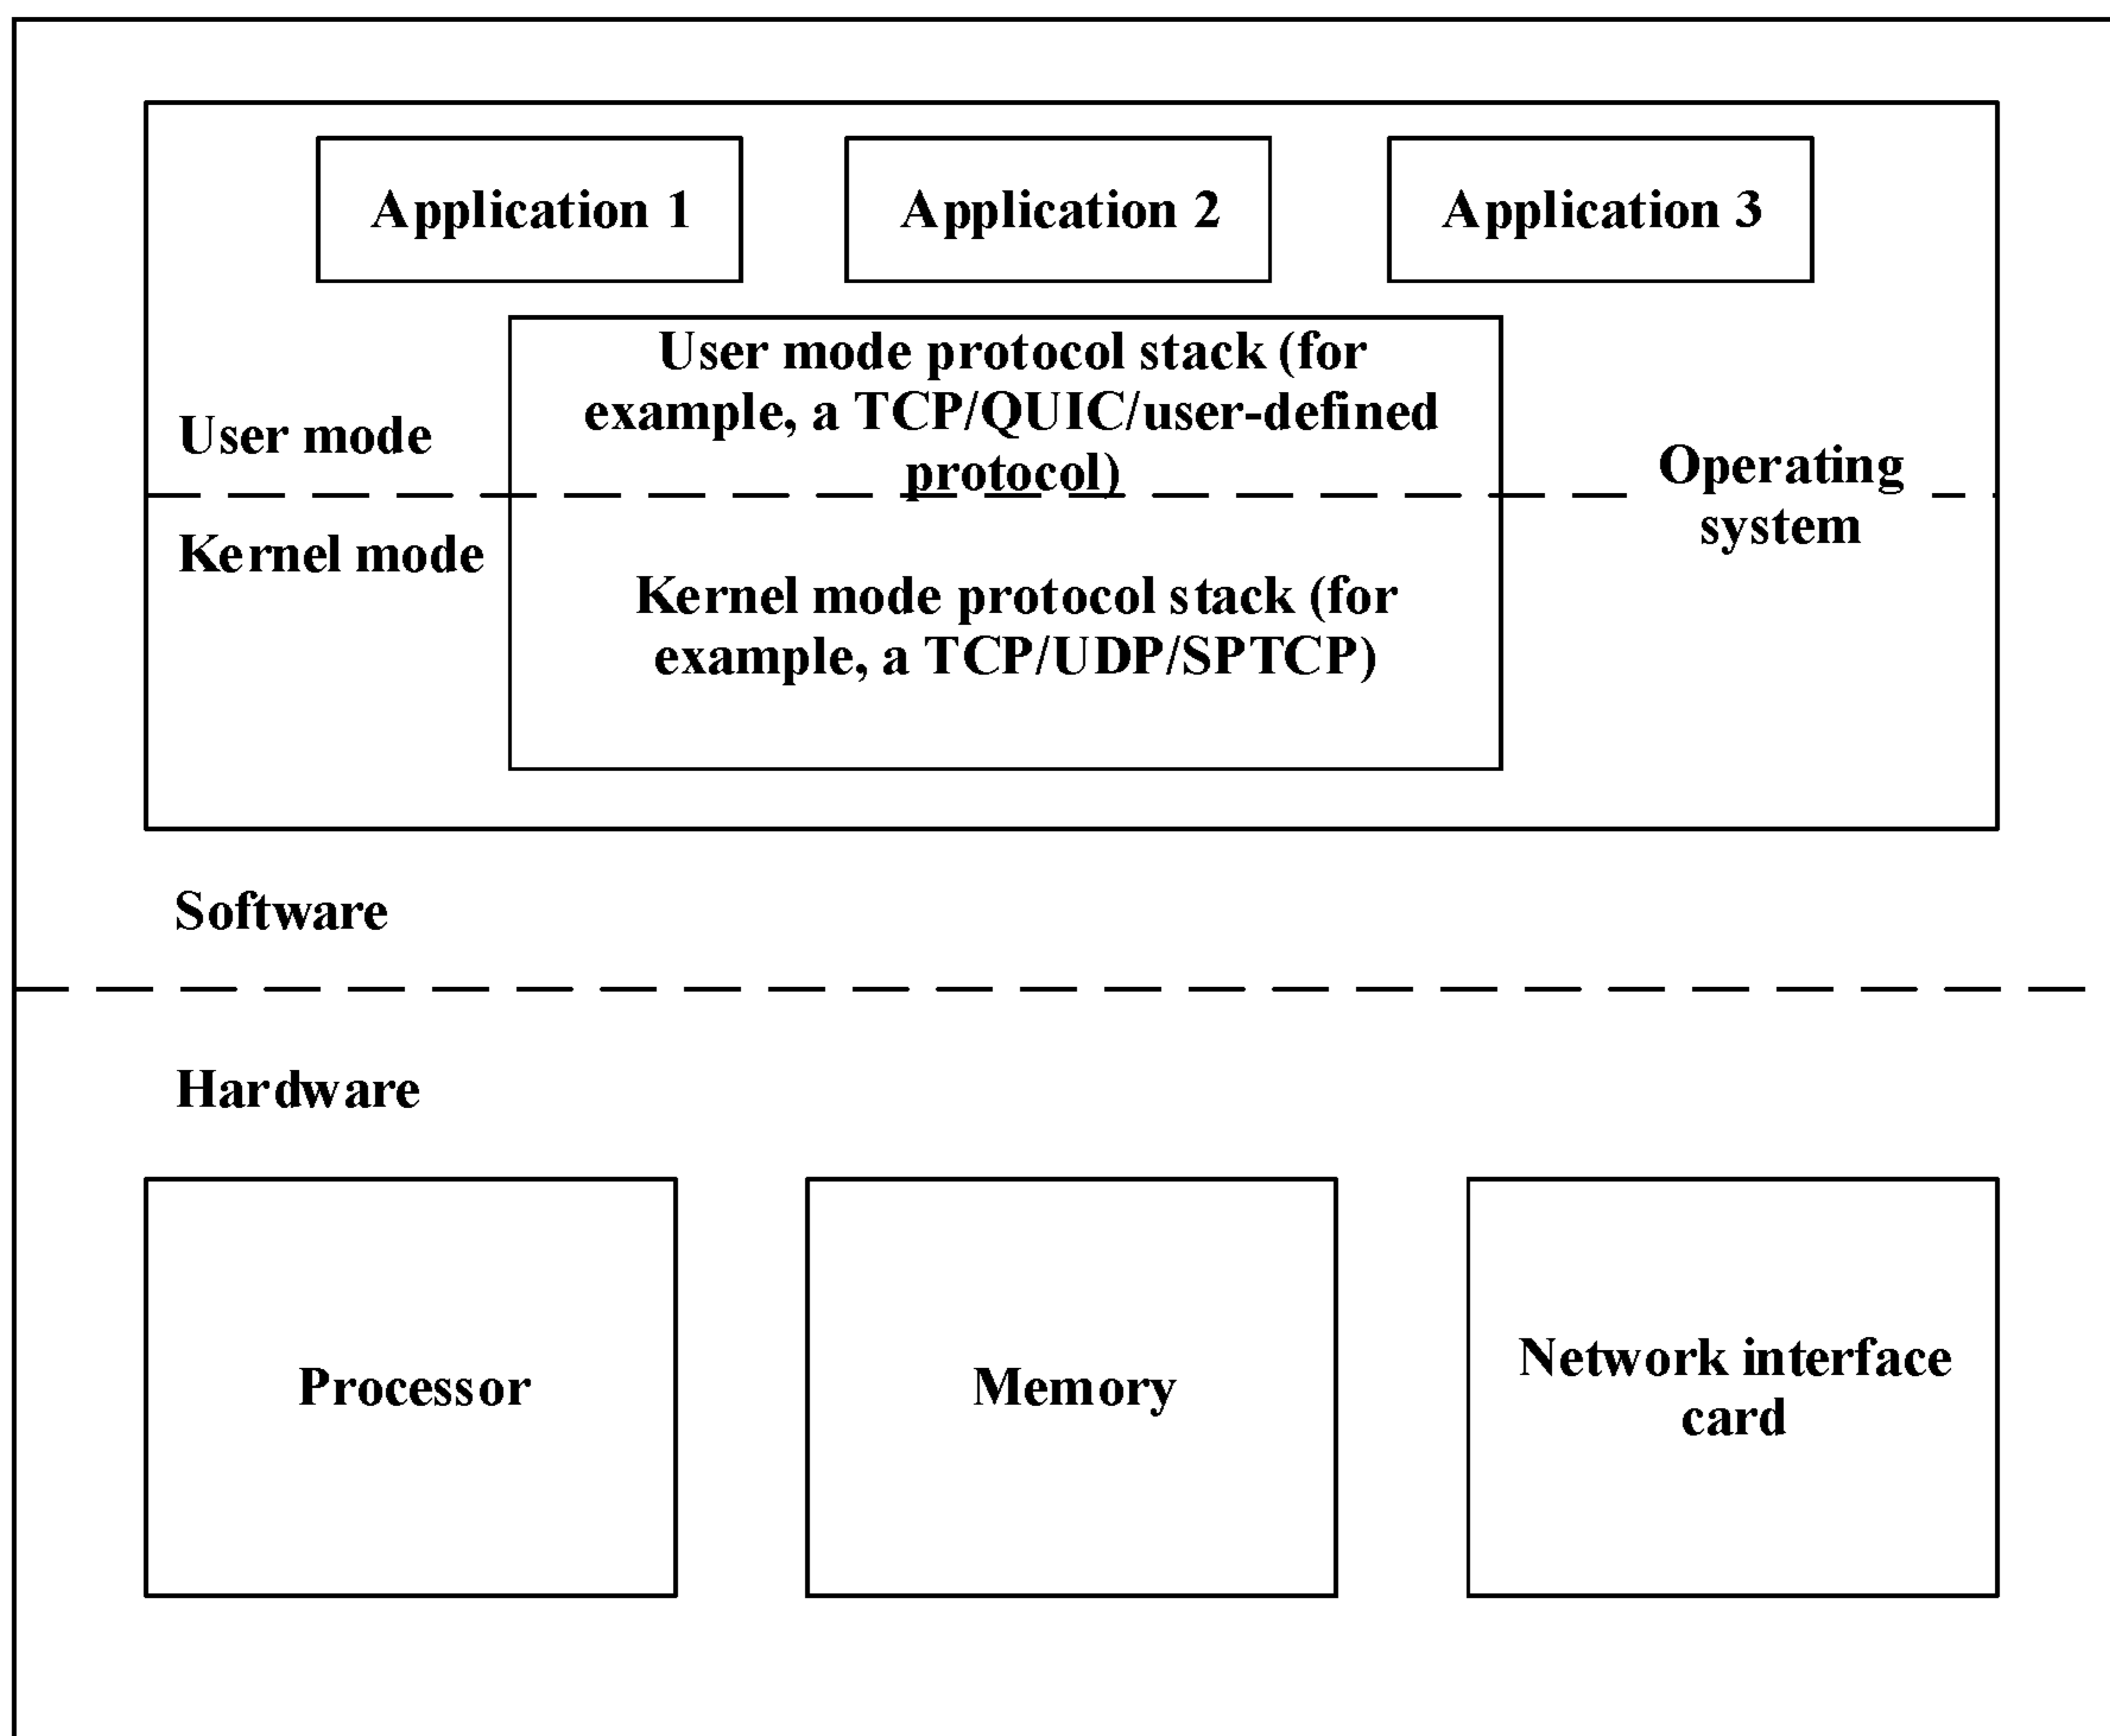 Application 1
Application 2
Application 3
User mode protocol stack (for
example, a TCP/QUIC/user-defined
protocol)
User mode
Operating
system
Kernel mode
Kernel mode protocol stack (for
example, a TCP/UDP/SPTCP)
Software
Hardware
Processor
Memory
Network interface
card